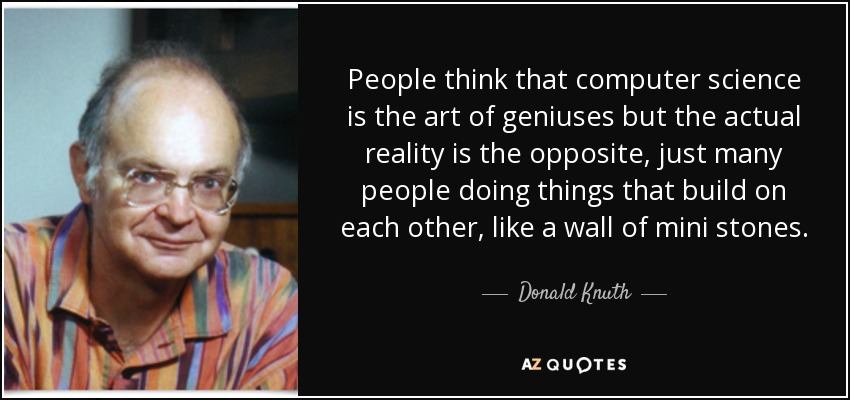 People think that computer science
is the art of geniuses but the actual
reality is the opposite, just many
people doing things that build on
each other, like a wall of mini stones.
Donald Knuth
AZ QUOTES